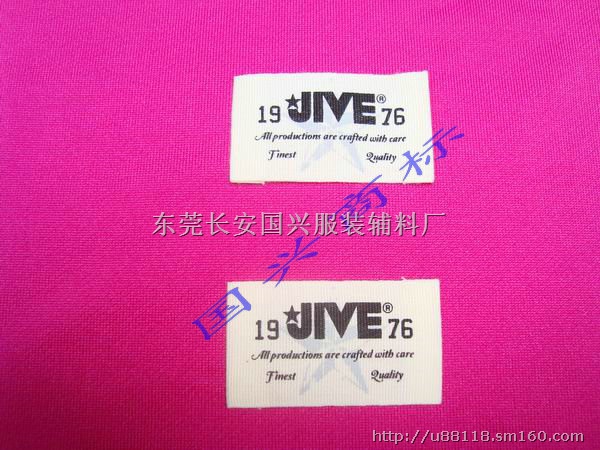 19 JIVE® 76
All productions are crafted with care
Finest Quality
东莞长安国兴服装辅料厂
国兴商标
19 JIVE® 76
All productions are crafted with care
Finest Quality
http://u88118.sm160.com/